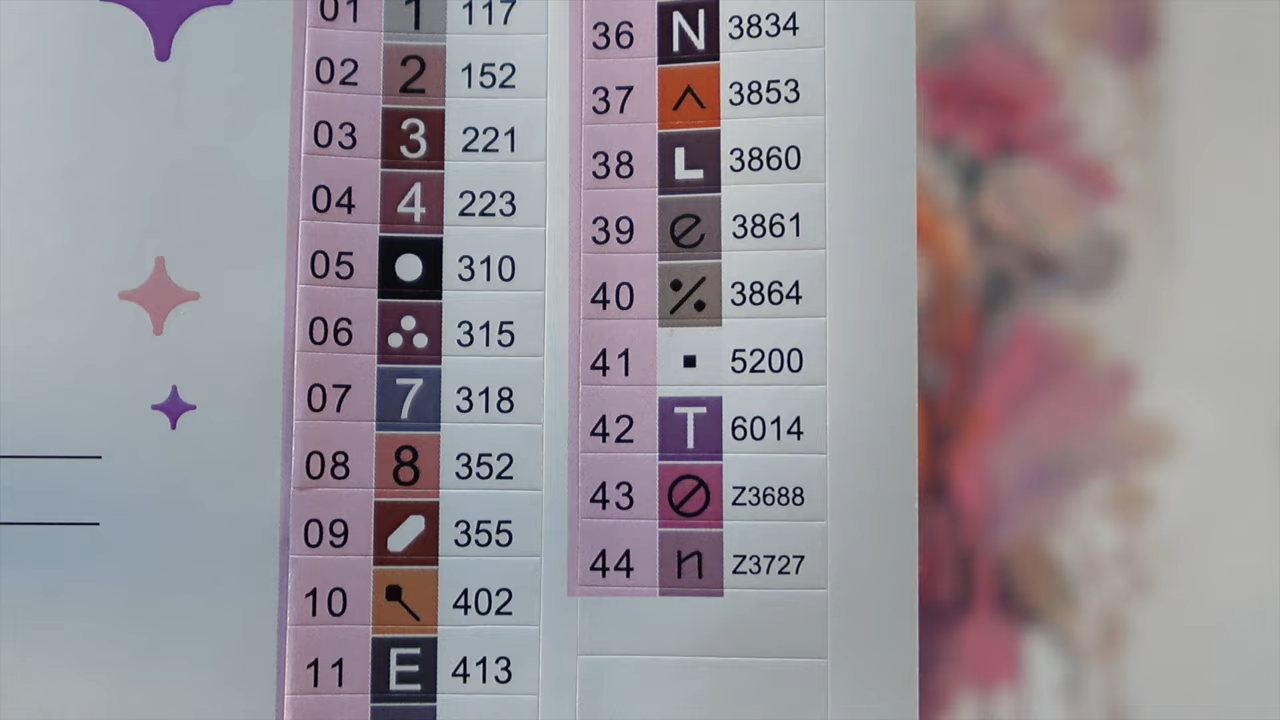 01 1 117
02 2 152
03 3 221
04 4 223
05 310
06 315
07 7 318
08 8 352
09 355
10 402
11 E 413
36 N 3834
37 ^ 3853
38 L 3860
39 e 3861
40 % 3864
41 5200
42 T 6014
43 Z3688
44 n Z3727